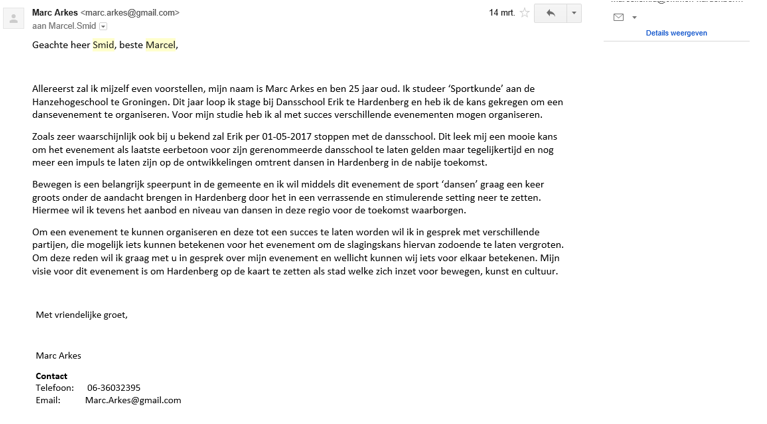 Marc Arkes <marc.arkes@gmail.com>
14 mrt.
aan Marcel.Smid
Details weergeven
Geachte heer Smid, beste Marcel,
Allereerst zal ik mijzelf even voorstellen, mijn naam is Marc Arkes en ben 25 jaar oud. Ik studeer ‘Sportkunde’ aan de
Hanzehogeschool te Groningen. Dit jaar loop ik stage bij Dansschool Erik te Hardenberg en heb ik de kans gekregen om een
dansevenement te organiseren. Voor mijn studie heb ik al met succes verschillende evenementen mogen organiseren.
Zoals zeer waarschijnlijk ook bij u bekend zal Erik per 01-05-2017 stoppen met de dansschool. Dit leek mij een mooie kans
om het evenement als laatste eerbetoon voor zijn gerenommeerde dansschool te laten gelden maar tegelijkertijd en nog
meer een impuls te laten zijn op de ontwikkelingen omtrent dansen in Hardenberg in de nabije toekomst.
Bewegen is een belangrijk speerpunt in de gemeente en ik wil middels dit evenement de sport ‘dansen’ graag een keer
groots onder de aandacht brengen in Hardenberg door het in een verrassende en stimulerende setting neer te zetten.
Hiermee wil ik tevens het aanbod en niveau van dansen in deze regio voor de toekomst waarborgen.
Om een evenement te kunnen organiseren en deze tot een succes te laten worden wil ik in gesprek met verschillende
partijen, die mogelijk iets kunnen betekenen voor het evenement om de slagingskans hiervan zodoende te laten vergroten.
Om deze reden wil ik graag met u in gesprek over mijn evenement en wellicht kunnen wij iets voor elkaar betekenen. Mijn
visie voor dit evenement is om Hardenberg op de kaart te zetten als stad welke zich inzet voor bewegen, kunst en cultuur.
Met vriendelijke groet,
Marc Arkes
Contact
Telefoon: 06-36032395
Email: Marc.Arkes@gmail.com